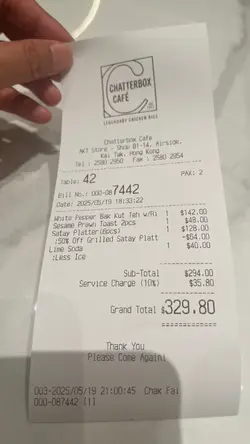 CHATTERBOX
CAFÉ
LEGENDARY CHICKEN RICE
Chatterbox Cafe
AKT Store - Shop B1-14, Airside,
Kai Tak, Hong Kong
Tel : 2580 2950 Fax : 2580 2954
Table: 42 PAX: 2
Bill No.: 000-087442
Date: 2025/05/19 18:33:22
White Pepper Bak Kut Teh w/Ri 1 $142.00
Sesame Prawn Toast 2pcs 1 $48.00
Satay Platter(6pcs) 1 $128.00
:50% Off Grilled Satay Platt -$64.00
Lime Soda 1 $40.00
:Less Ice
Sub-Total $294.00
Service Charge (10%) $35.80
Grand Total $329.80
Thank You
Please Come Again!
003-2025/05/19 21:00:45 Chak Fai
000-087442 [1]